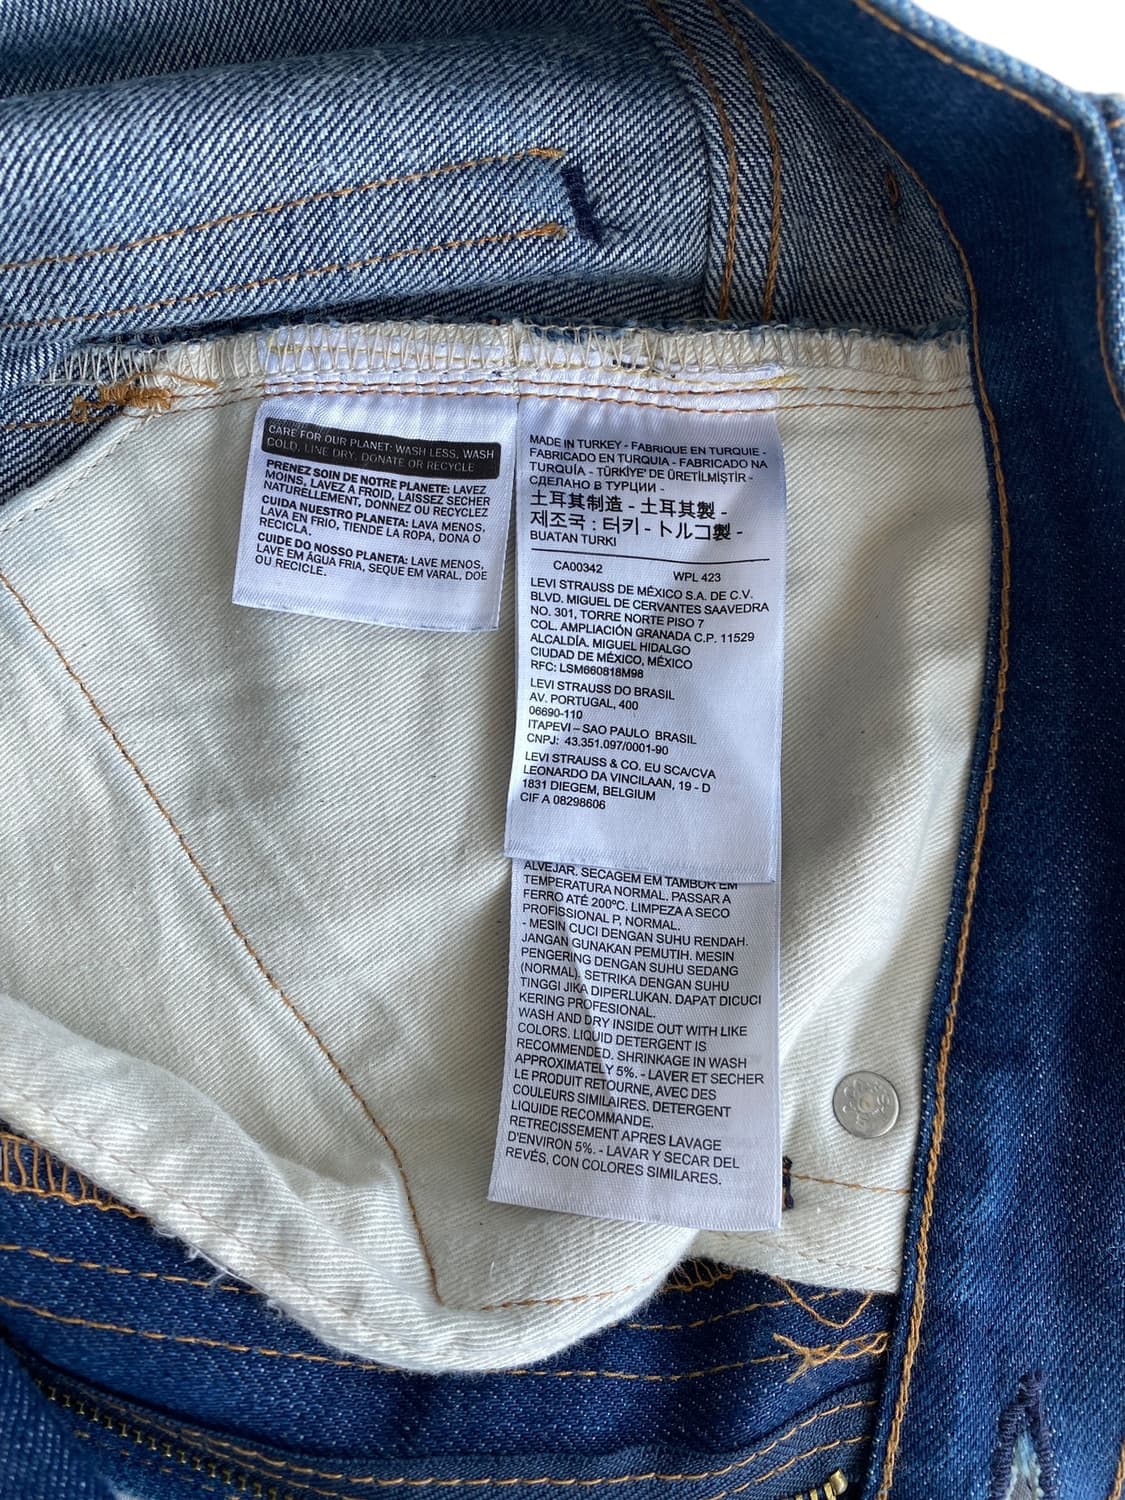 CARE FOR OUR PLANET: WASH LESS, WASH
COLD, LINE DRY, DONATE OR RECYCLE
PRENEZ SOIN DE NOTRE PLANETE: LAVEZ
MOINS, LAVEZ A FROID, LAISSEZ SECHER
NATURELLEMENT, DONNEZ OU RECYCLEZ
CUIDA NUESTRO PLANETA: LAVA MENOS,
LAVA EN FRIO, TIENDE LA ROPA, DONA O
RECICLA.
CUIDE DO NOSSO PLANETA: LAVE MENOS,
LAVE EM ÁGUA FRIA, SEQUE EM VARAL, DOE
OU RECICLE.
MADE IN TURKEY - FABRIQUE EN TURQUIE -
FABRICADO EN TURQUIA - FABRICADO NA
TURQUÍA - TÜRKİYE' DE ÜRETİLMİŞTİR -
СДЕЛАНО В ТУРЦИИ -
土耳其制造 - 土耳其製 -
제조국 : 터키 - トルコ製 -
BUATAN TURKI
CA00342 WPL 423
LEVI STRAUSS DE MÉXICO S.A. DE C.V.
BLVD. MIGUEL DE CERVANTES SAAVEDRA
NO. 301, TORRE NORTE PISO 7
COL. AMPLIACIÓN GRANADA C.P. 11529
ALCALDÍA. MIGUEL HIDALGO
CIUDAD DE MÉXICO, MÉXICO
RFC: LSM660818M98
LEVI STRAUSS DO BRASIL
AV. PORTUGAL, 400
06690-110
ITAPEVI – SAO PAULO BRASIL
CNPJ: 43.351.097/0001-90
LEVI STRAUSS & CO. EU SCA/CVA
LEONARDO DA VINCILAAN, 19 - D
1831 DIEGEM, BELGIUM
CIF A 08298606
ALVEJAR. SECAGEM EM TAMBOR EM
TEMPERATURA NORMAL. PASSAR A
FERRO ATÉ 200ºC. LIMPEZA A SECO
PROFISSIONAL P, NORMAL.
- MESIN CUCI DENGAN SUHU RENDAH.
JANGAN GUNAKAN PEMUTIH. MESIN
PENGERING DENGAN SUHU SEDANG
(NORMAL). SETRIKA DENGAN SUHU
TINGGI JIKA DIPERLUKAN. DAPAT DICUCI
KERING PROFESIONAL.
WASH AND DRY INSIDE OUT WITH LIKE
COLORS. LIQUID DETERGENT IS
RECOMMENDED. SHRINKAGE IN WASH
APPROXIMATELY 5%. - LAVER ET SECHER
LE PRODUIT RETOURNE, AVEC DES
COULEURS SIMILAIRES. DETERGENT
LIQUIDE RECOMMANDE.
RETRECISSEMENT APRES LAVAGE
D'ENVIRON 5%. - LAVAR Y SECAR DEL
REVÉS, CON COLORES SIMILARES.